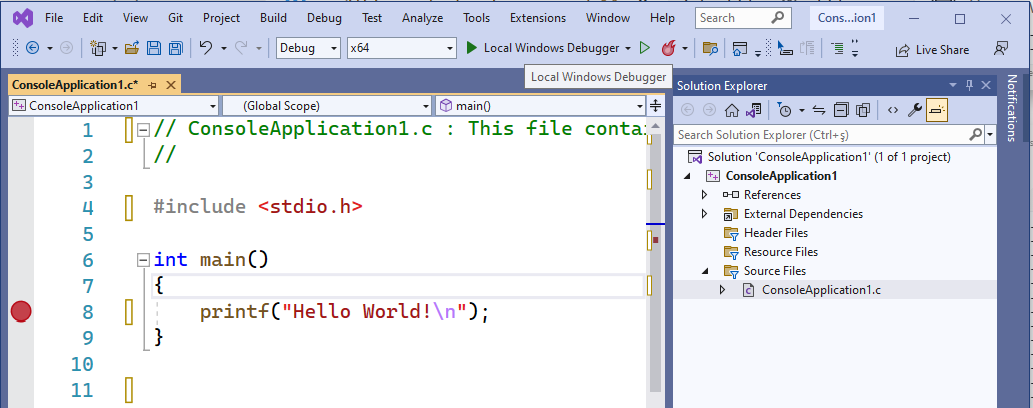 File Edit View Git Project Build Debug Test Analyze Tools Extensions Window Help Search Cons...ion1
Debug x64 Local Windows Debugger Live Share
Local Windows Debugger
ConsoleApplication1.c*
ConsoleApplication1 (Global Scope) main()
1 // ConsoleApplication1.c : This file conta
2 //
3
4 #include <stdio.h>
5
6 int main()
7 {
8 printf("Hello World!\n");
9 }
10
11
Solution Explorer
Search Solution Explorer (Ctrl+ş)
Solution 'ConsoleApplication1' (1 of 1 project)
ConsoleApplication1
References
External Dependencies
Header Files
Resource Files
Source Files
ConsoleApplication1.c
Notifications